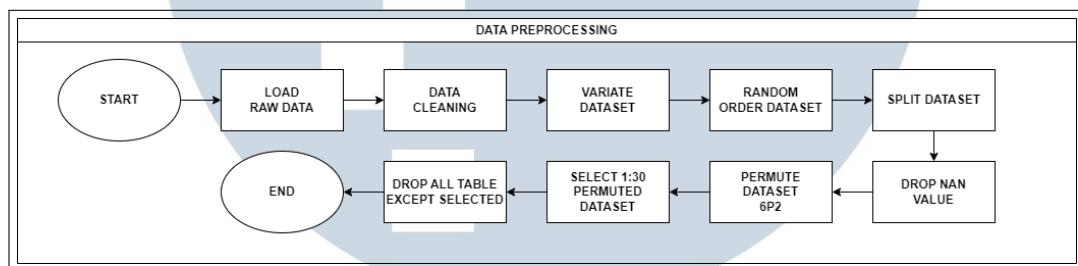 DATA PREPROCESSING
START
LOAD
RAW DATA
DATA
CLEANING
VARIATE
DATASET
RANDOM
ORDER DATASET
SPLIT DATASET
DROP NAN
VALUE
PERMUTE
DATASET
6P2
SELECT 1:30
PERMUTED
DATASET
DROP ALL TABLE
EXCEPT SELECTED
END